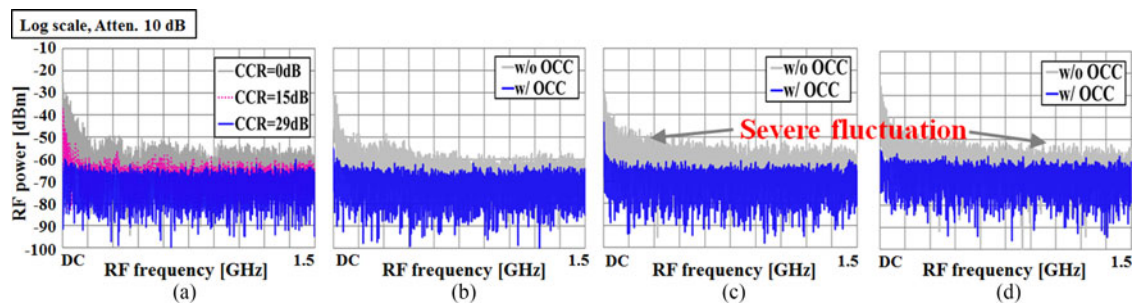 Log scale, Atten. 10 dB
RF power [dBm]
-10
-20
-30
-40
-50
-60
-70
-80
-90
-100
CCR=0dB
CCR=15dB
CCR=29dB
DC
1.5
RF frequency [GHz]
(a)
w/o OCC
w/ OCC
DC
1.5
RF frequency [GHz]
(b)
w/o OCC
w/ OCC
Severe fluctuation
DC
1.5
RF frequency [GHz]
(c)
w/o OCC
w/ OCC
DC
1.5
RF frequency [GHz]
(d)